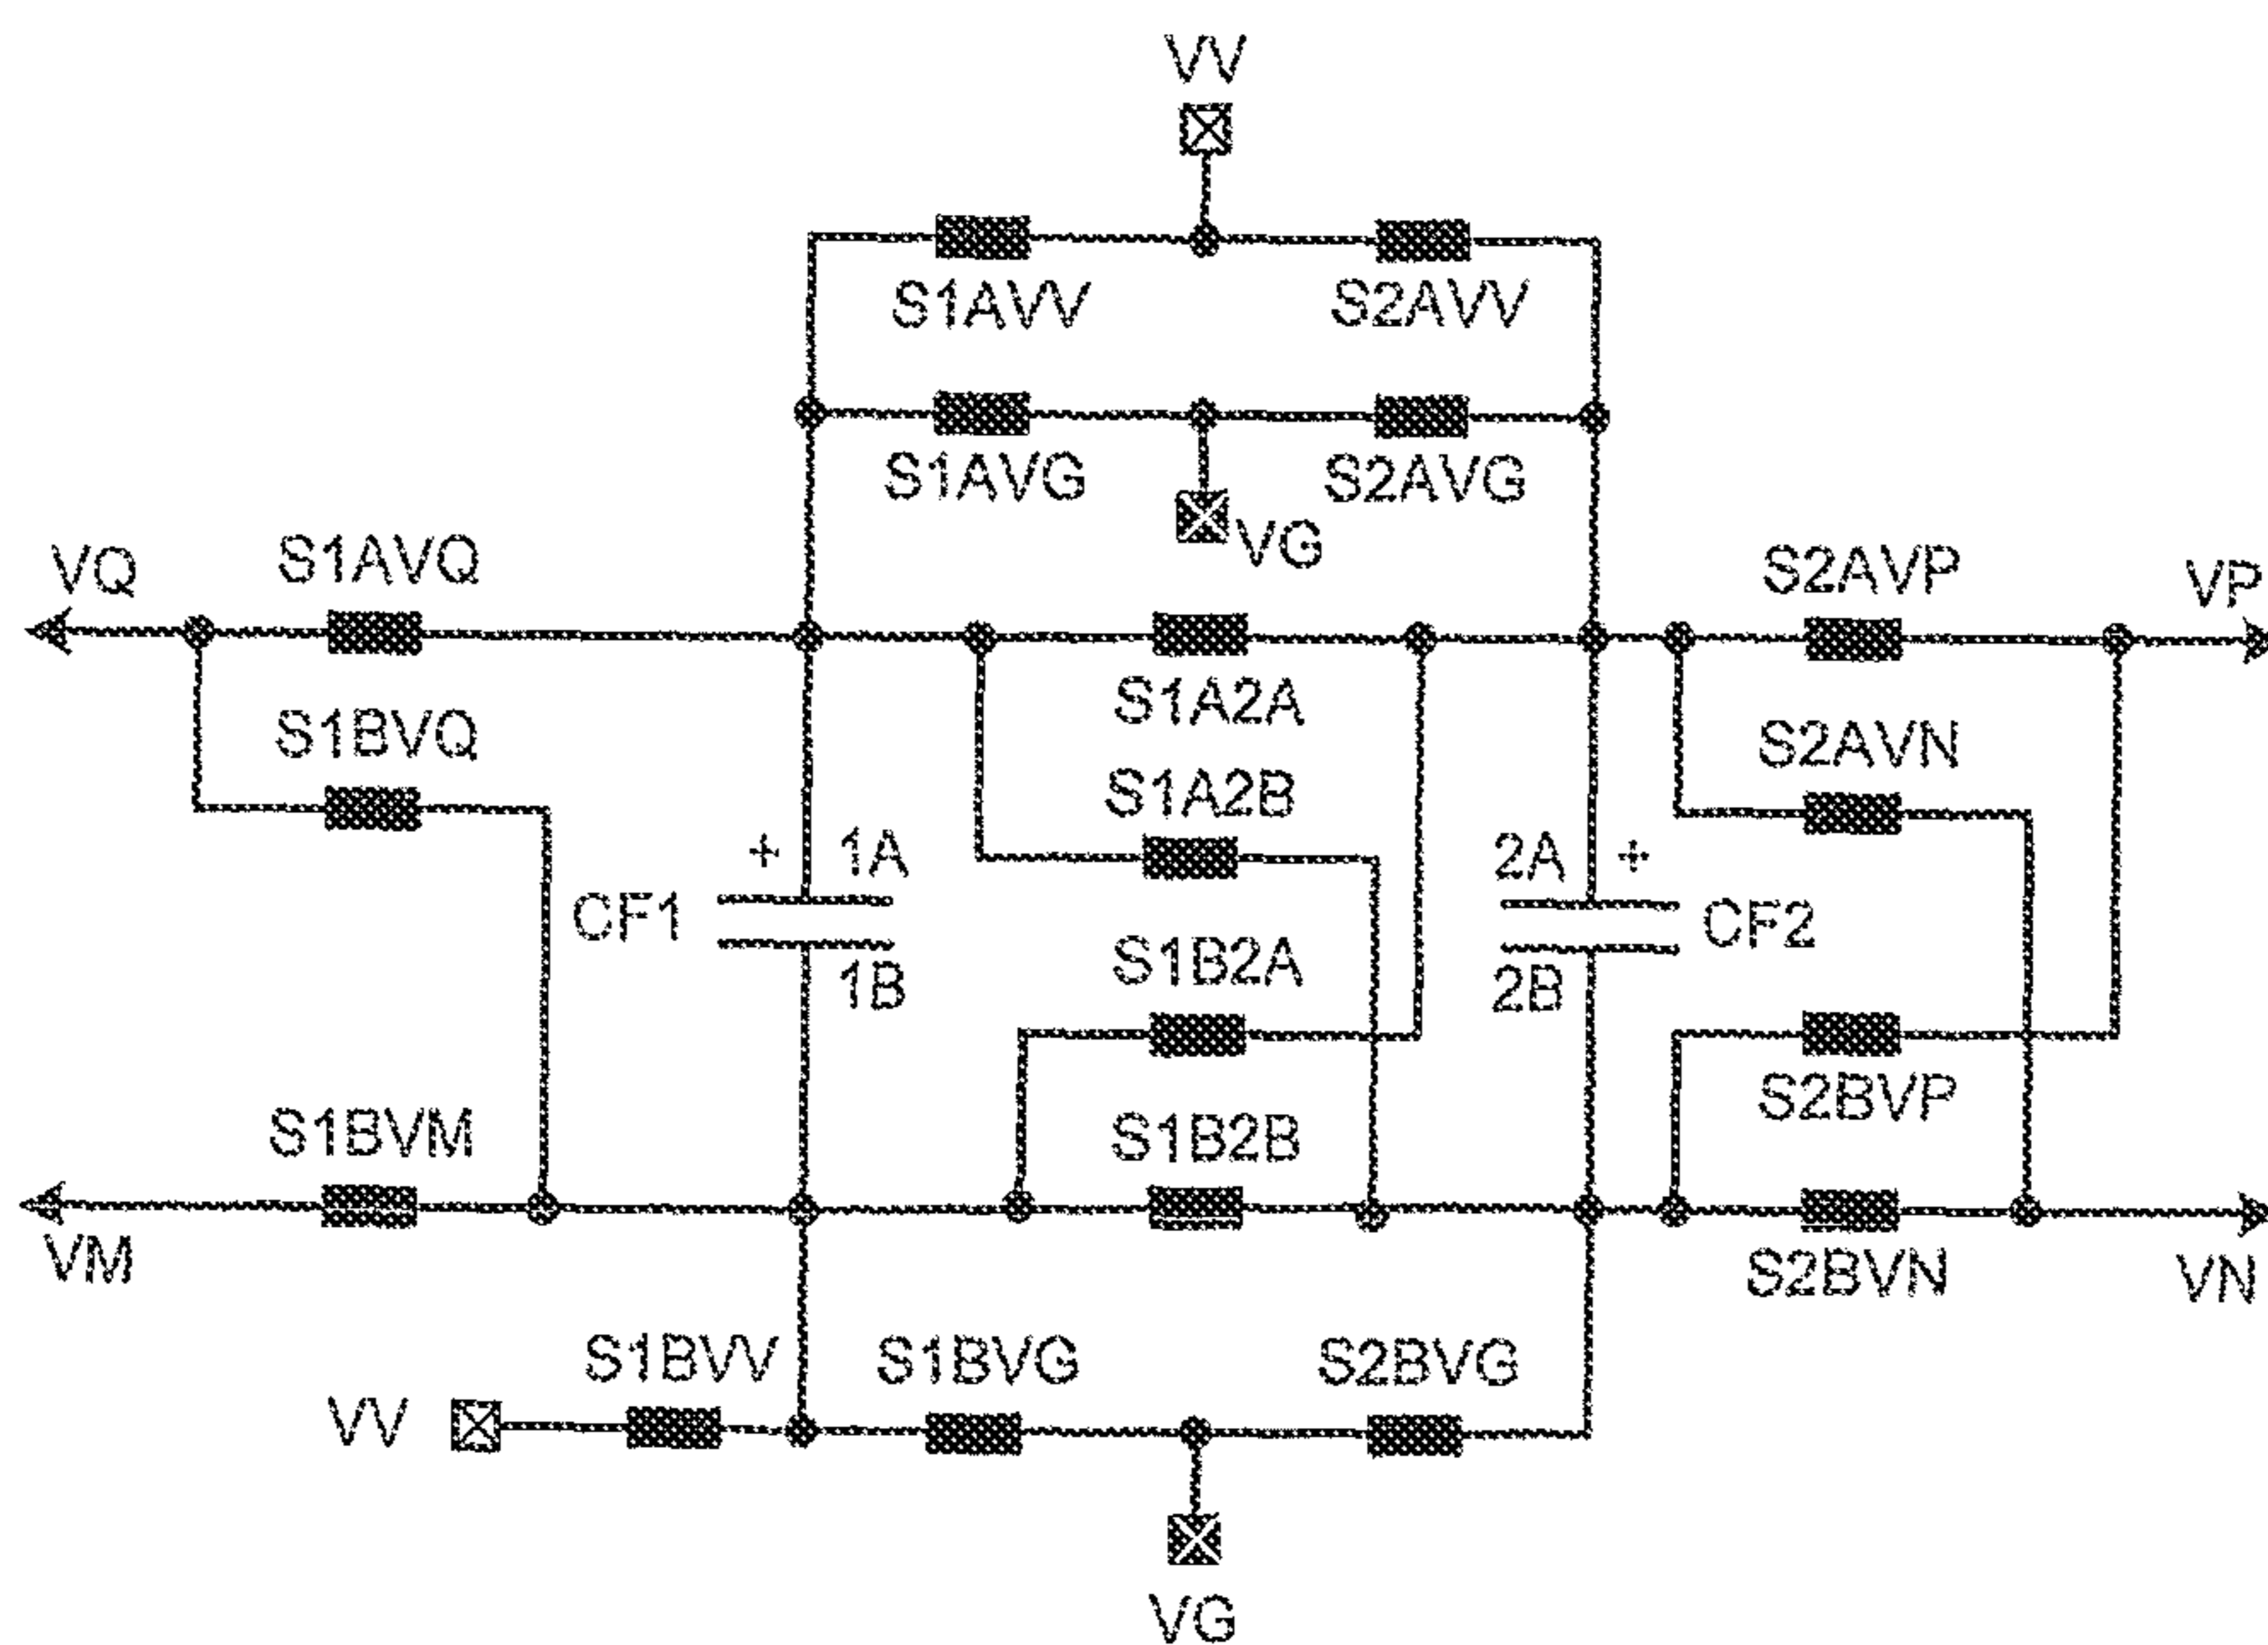 VV
S1AVV
S2AVV
S1AVG
S2AVG
VG
VQ
S1AVQ
S2AVP
VP
S1A2A
S1BVQ
S2AVN
S1A2B
+ 1A
2A +
CF1
CF2
S1B2A
1B
2B
S2BVP
S1BVM
S1B2B
VM
S2BVN
VN
S1BVV
S1BVG
S2BVG
VV
VG